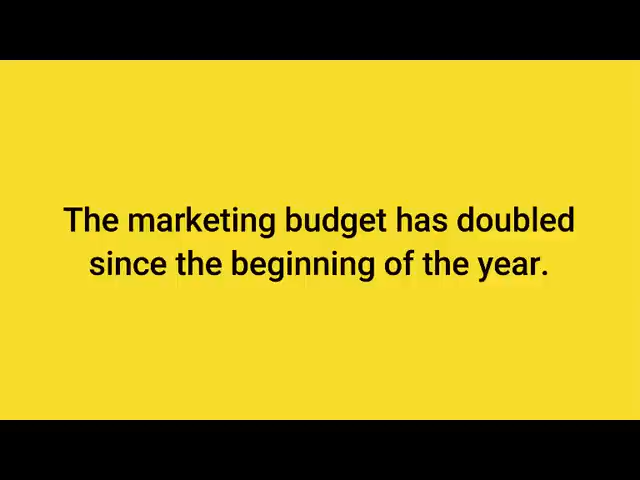 The marketing budget has doubled
since the beginning of the year.